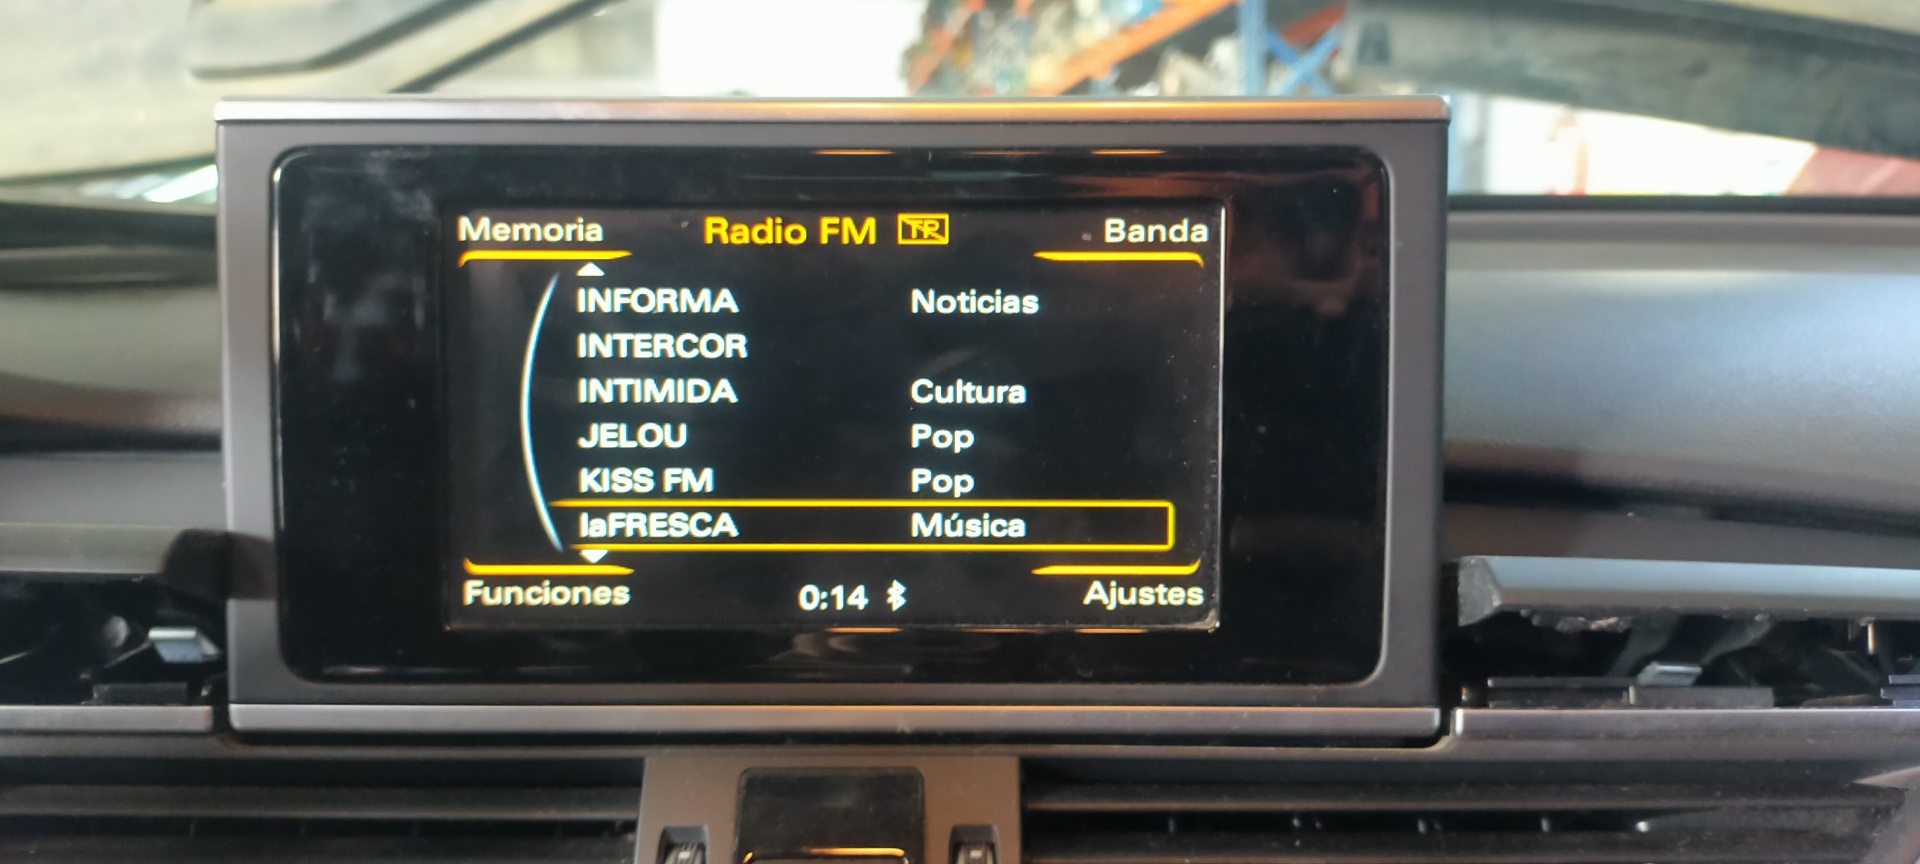 Memoria Radio FM TP Banda
INFORMA Noticias
INTERCOR
INTIMIDA Cultura
JELOU Pop
KISS FM Pop
laFRESCA Música
Funciones 0:14 Ajustes